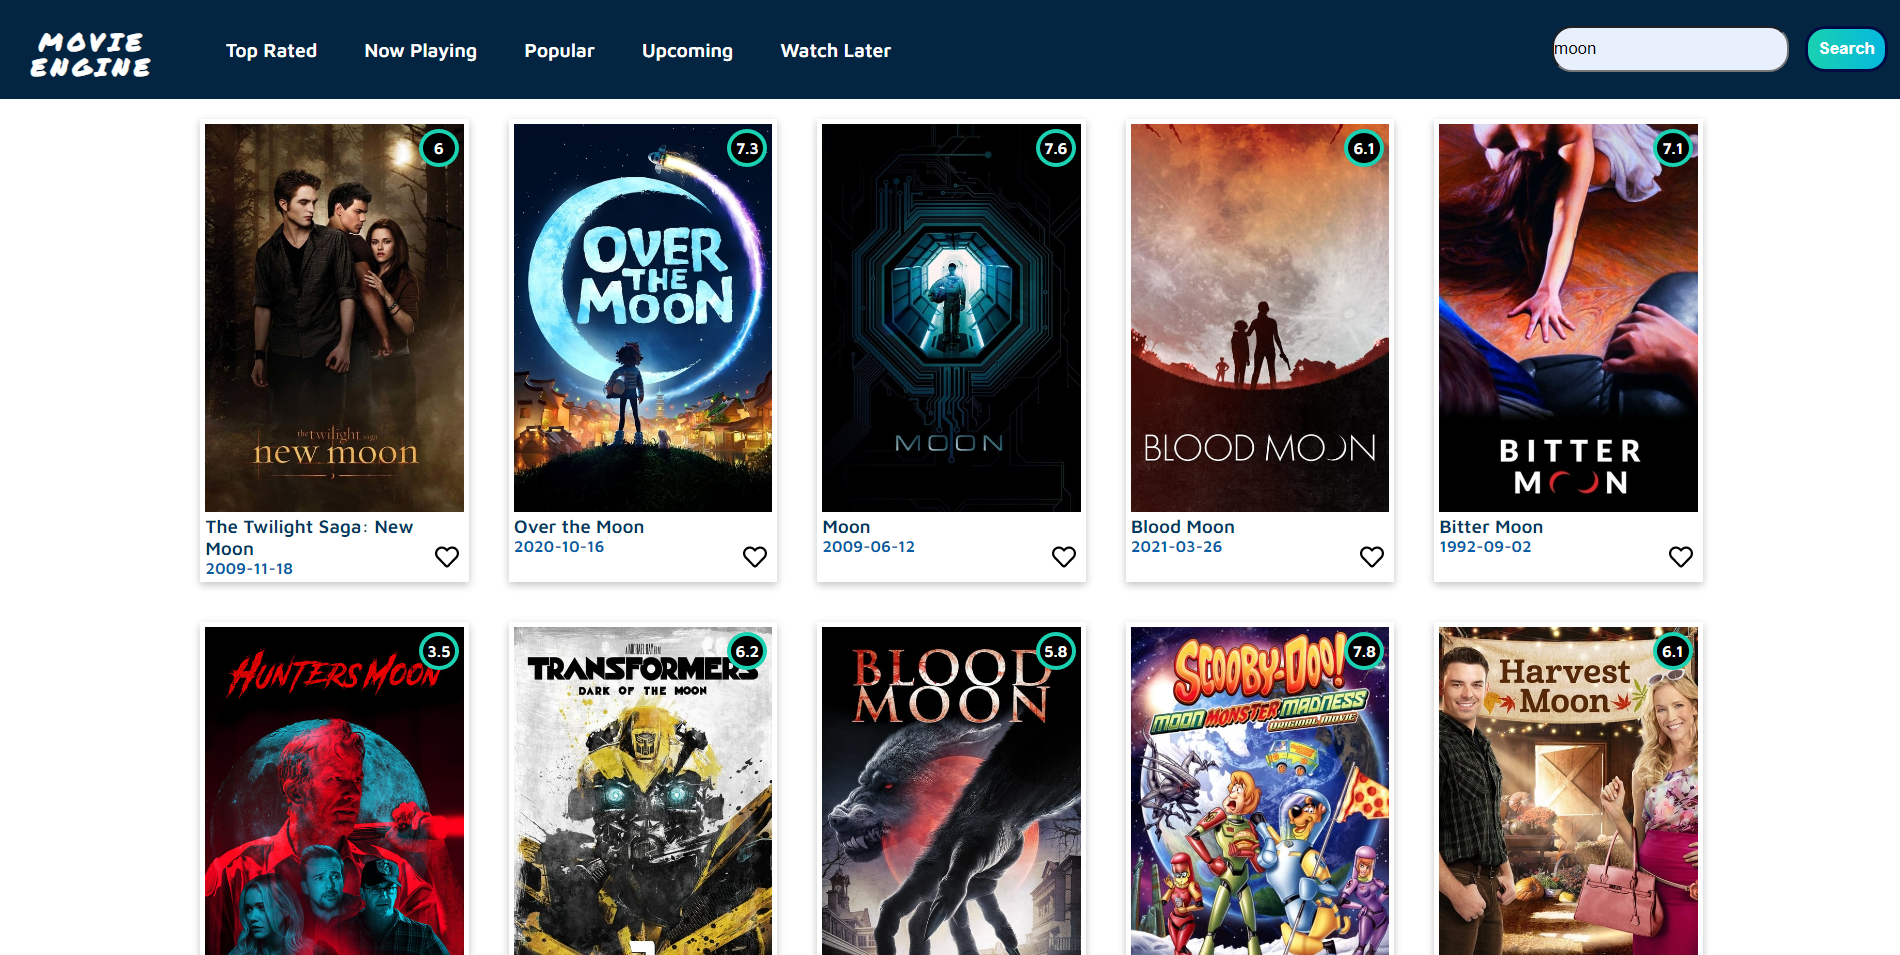 MOVIE
ENGINE
Top Rated
Now Playing
Popular
Upcoming
Watch Later
moon
Search
6
the twilight saga
new moon
The Twilight Saga: New
Moon
2009-11-18
7.3
OVER
THE
MOON
Over the Moon
2020-10-16
7.6
MOON
Moon
2009-06-12
6.1
BLOOD MOON
Blood Moon
2021-03-26
7.1
BITTER
MOON
Bitter Moon
1992-09-02
3.5
HUNTERS MOON
6.2
A MICHAEL BAY FILM
TRANSFORMERS
DARK OF THE MOON
5.8
BLOOD
MOON
7.8
SCOOBY-DOO!
MOON MONSTER MADNESS
ORIGINAL MOVIE
6.1
Harvest
Moon